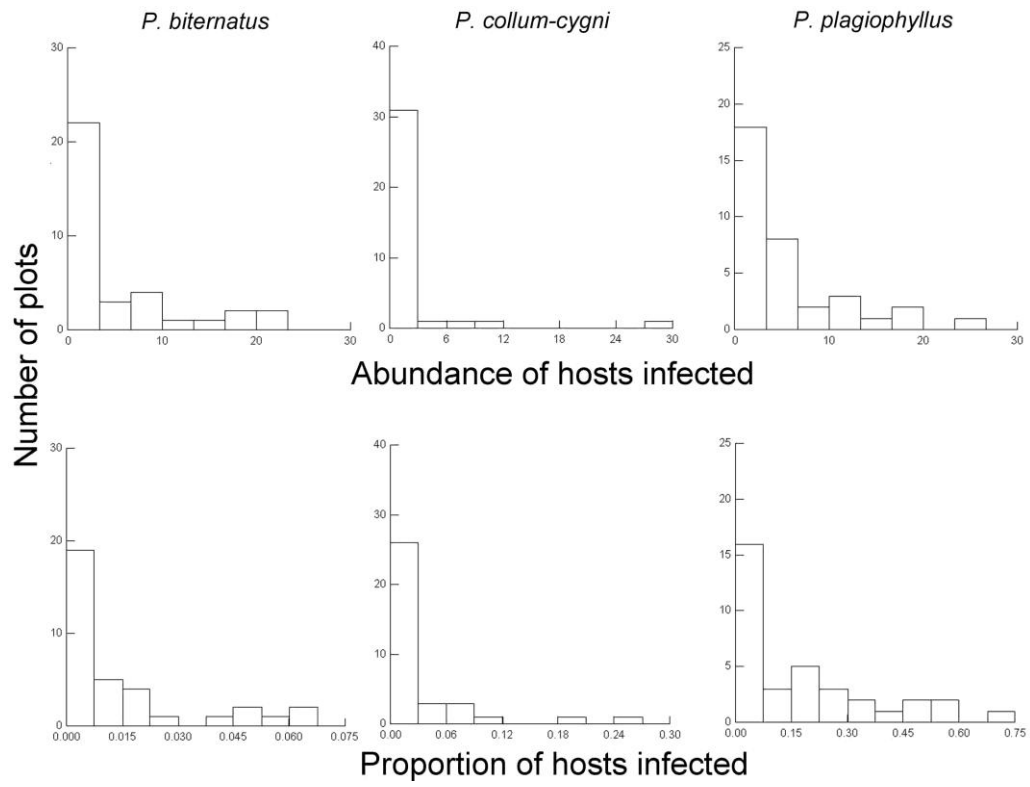 P. biternatus
P. collum-cygni
P. plagiophyllus
Number of plots
30
20
10
0
0 10 20 30
40
30
20
10
0
0 6 12 18 24 30
25
20
15
10
5
0
0 10 20 30
Abundance of hosts infected
30
20
10
0
0.000 0.015 0.030 0.045 0.060 0.075
40
30
20
10
0
0.00 0.06 0.12 0.18 0.24 0.30
25
20
15
10
5
0
0.00 0.15 0.30 0.45 0.60 0.75
Proportion of hosts infected